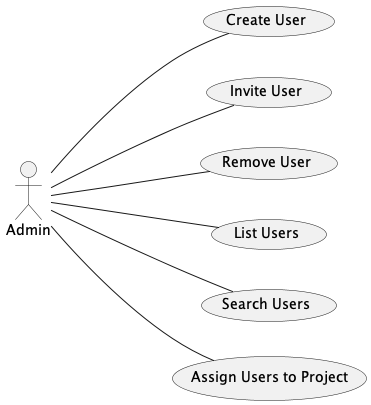 Create User
Invite User
Remove User
Admin
List Users
Search Users
Assign Users to Project